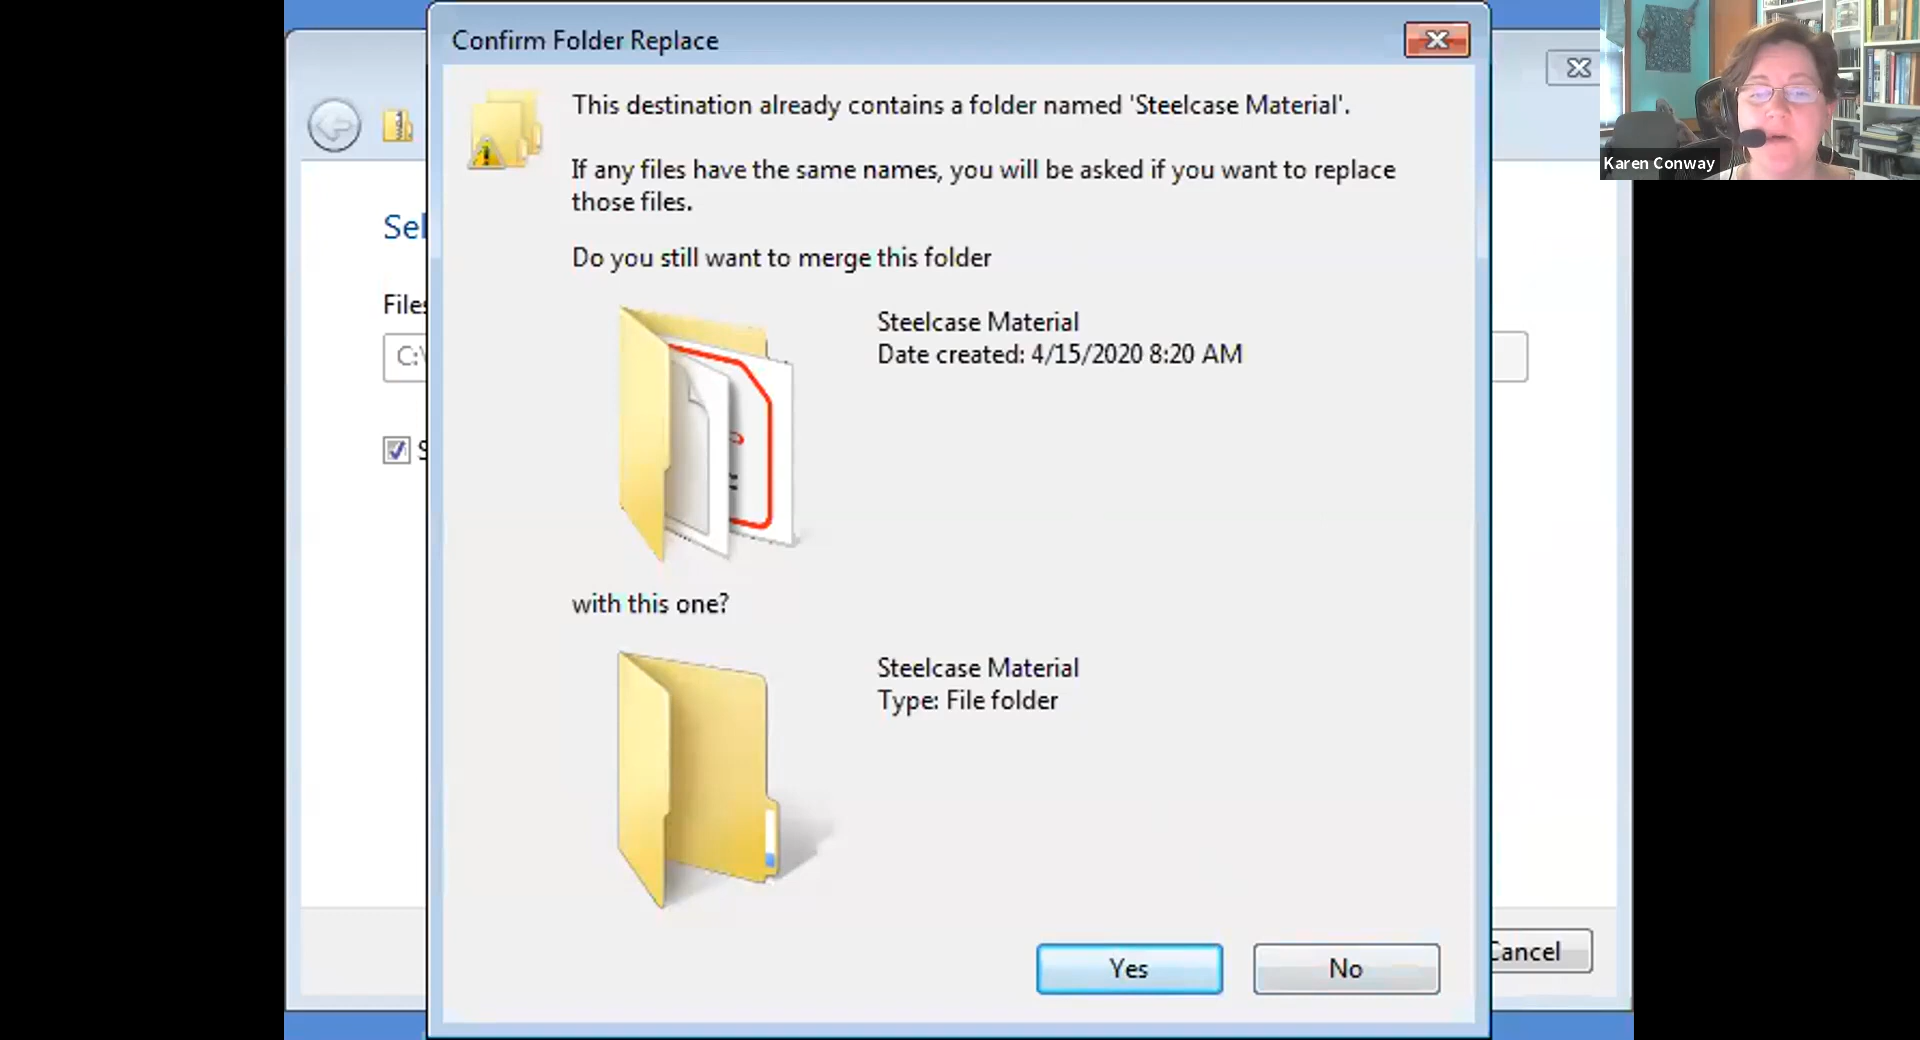 Confirm Folder Replace
This destination already contains a folder named 'Steelcase Material'.
If any files have the same names, you will be asked if you want to replace
those files.
Do you still want to merge this folder
Steelcase Material
Date created: 4/15/2020 8:20 AM
with this one?
Steelcase Material
Type: File folder
Yes
No
Cancel
Sel
Files
C:\
S
Karen Conway